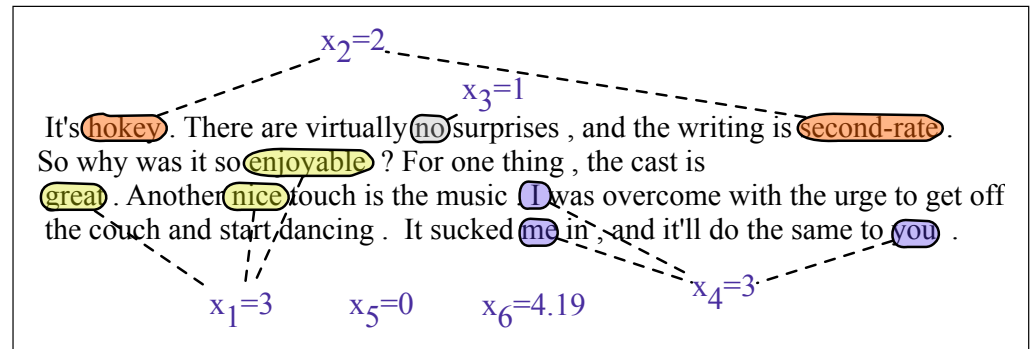 x2=2
x3=1
It's hokey . There are virtually no surprises , and the writing is second-rate .
So why was it so enjoyable ? For one thing , the cast is
great . Another nice touch is the music . I was overcome with the urge to get off
the couch and start dancing . It sucked me in , and it'll do the same to you .
x1=3 x5=0 x6=4.19 x4=3